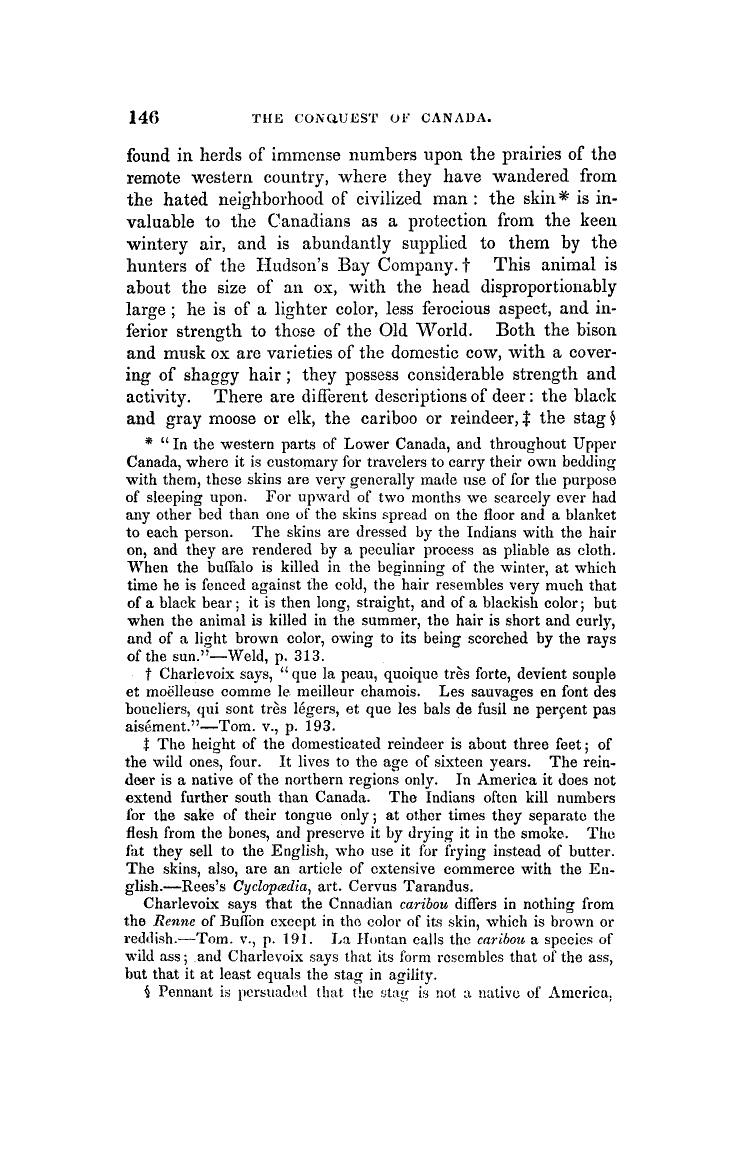 146 THE CONQUEST OF CANADA.
found in herds of immense numbers upon the prairies of the
remote western country, where they have wandered from
the hated neighborhood of civilized man : the skin* is in-
valuable to the Canadians as a protection from the keen
wintery air, and is abundantly supplied to them by the
hunters of the Hudson's Bay Company.† This animal is
about the size of an ox, with the head disproportionably
large ; he is of a lighter color, less ferocious aspect, and in-
ferior strength to those of the Old World. Both the bison
and musk ox are varieties of the domestic cow, with a cover-
ing of shaggy hair ; they possess considerable strength and
activity. There are different descriptions of deer : the black
and gray moose or elk, the cariboo or reindeer,‡ the stag§
* "In the western parts of Lower Canada, and throughout Upper
Canada, where it is customary for travelers to carry their own bedding
with them, these skins are very generally made use of for the purpose
of sleeping upon. For upward of two months we scarcely ever had
any other bed than one of the skins spread on the floor and a blanket
to each person. The skins are dressed by the Indians with the hair
on, and they are rendered by a peculiar process as pliable as cloth.
When the buffalo is killed in the beginning of the winter, at which
time he is fenced against the cold, the hair resembles very much that
of a black bear ; it is then long, straight, and of a blackish color; but
when the animal is killed in the summer, the hair is short and curly,
and of a light brown color, owing to its being scorched by the rays
of the sun."—Weld, p. 313.
† Charlevoix says, "que la peau, quoique très forte, devient souple
et moëlleuse comme le meilleur chamois. Les sauvages en font des
boucliers, qui sont très légers, et que les bals de fusil ne perçent pas
aisément."—Tom. v., p. 193.
‡ The height of the domesticated reindeer is about three feet ; of
the wild ones, four. It lives to the age of sixteen years. The rein-
deer is a native of the northern regions only. In America it does not
extend further south than Canada. The Indians often kill numbers
for the sake of their tongue only ; at other times they separate the
flesh from the bones, and preserve it by drying it in the smoke. The
fat they sell to the English, who use it for frying instead of butter.
The skins, also, are an article of extensive commerce with the En-
glish.—Rees's Cyclopædia, art. Cervus Tarandus.
Charlevoix says that the Cnnadian caribou differs in nothing from
the Renne of Buffon except in the color of its skin, which is brown or
reddish.—Tom. v., p. 191. La Hontan calls the caribou a species of
wild ass ; and Charlevoix says that its form resembles that of the ass,
but that it at least equals the stag in agility.
§ Pennant is persuaded that the stag is not a native of America,